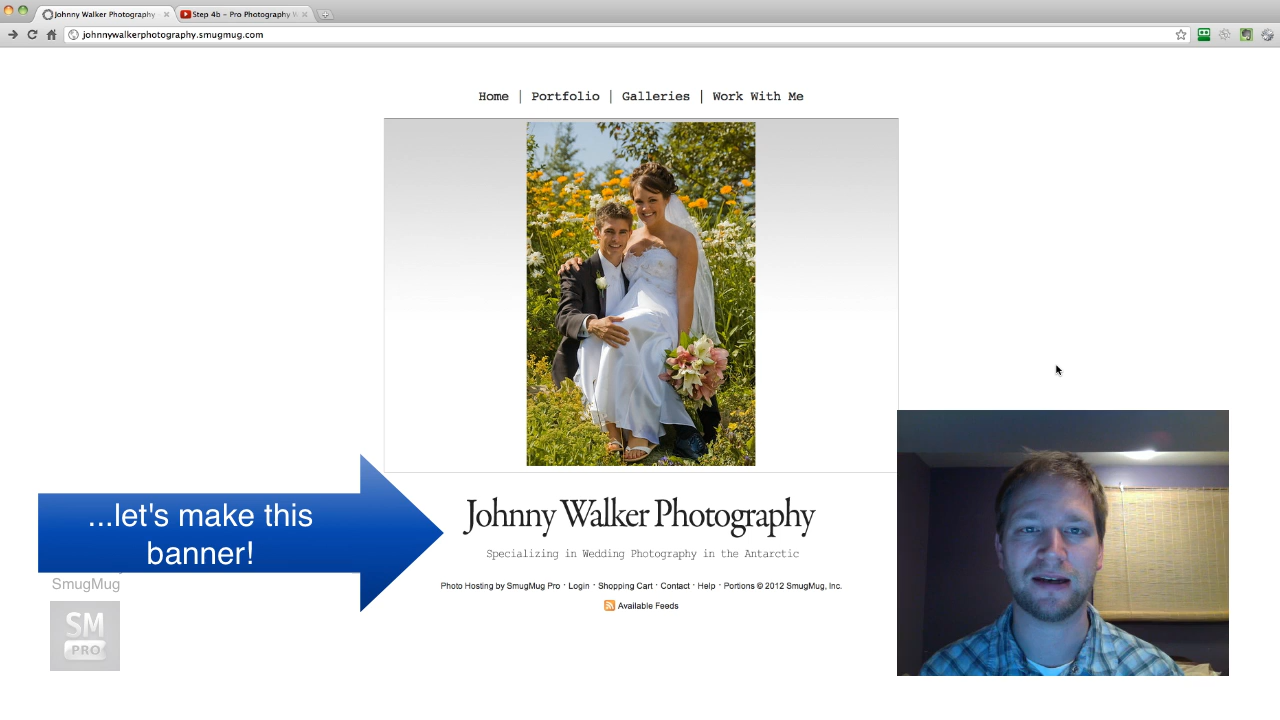 Johnny Walker Photography
Step 4b - Pro Photography W
johnnywalkerphotography.smugmug.com
Home | Portfolio | Galleries | Work With Me
...let's make this
banner!
Johnny Walker Photography
Specializing in Wedding Photography in the Antarctic
SmugMug
Photo Hosting by SmugMug Pro · Login · Shopping Cart · Contact · Help · Portions © 2012 SmugMug, Inc.
Available Feeds
SM
PRO